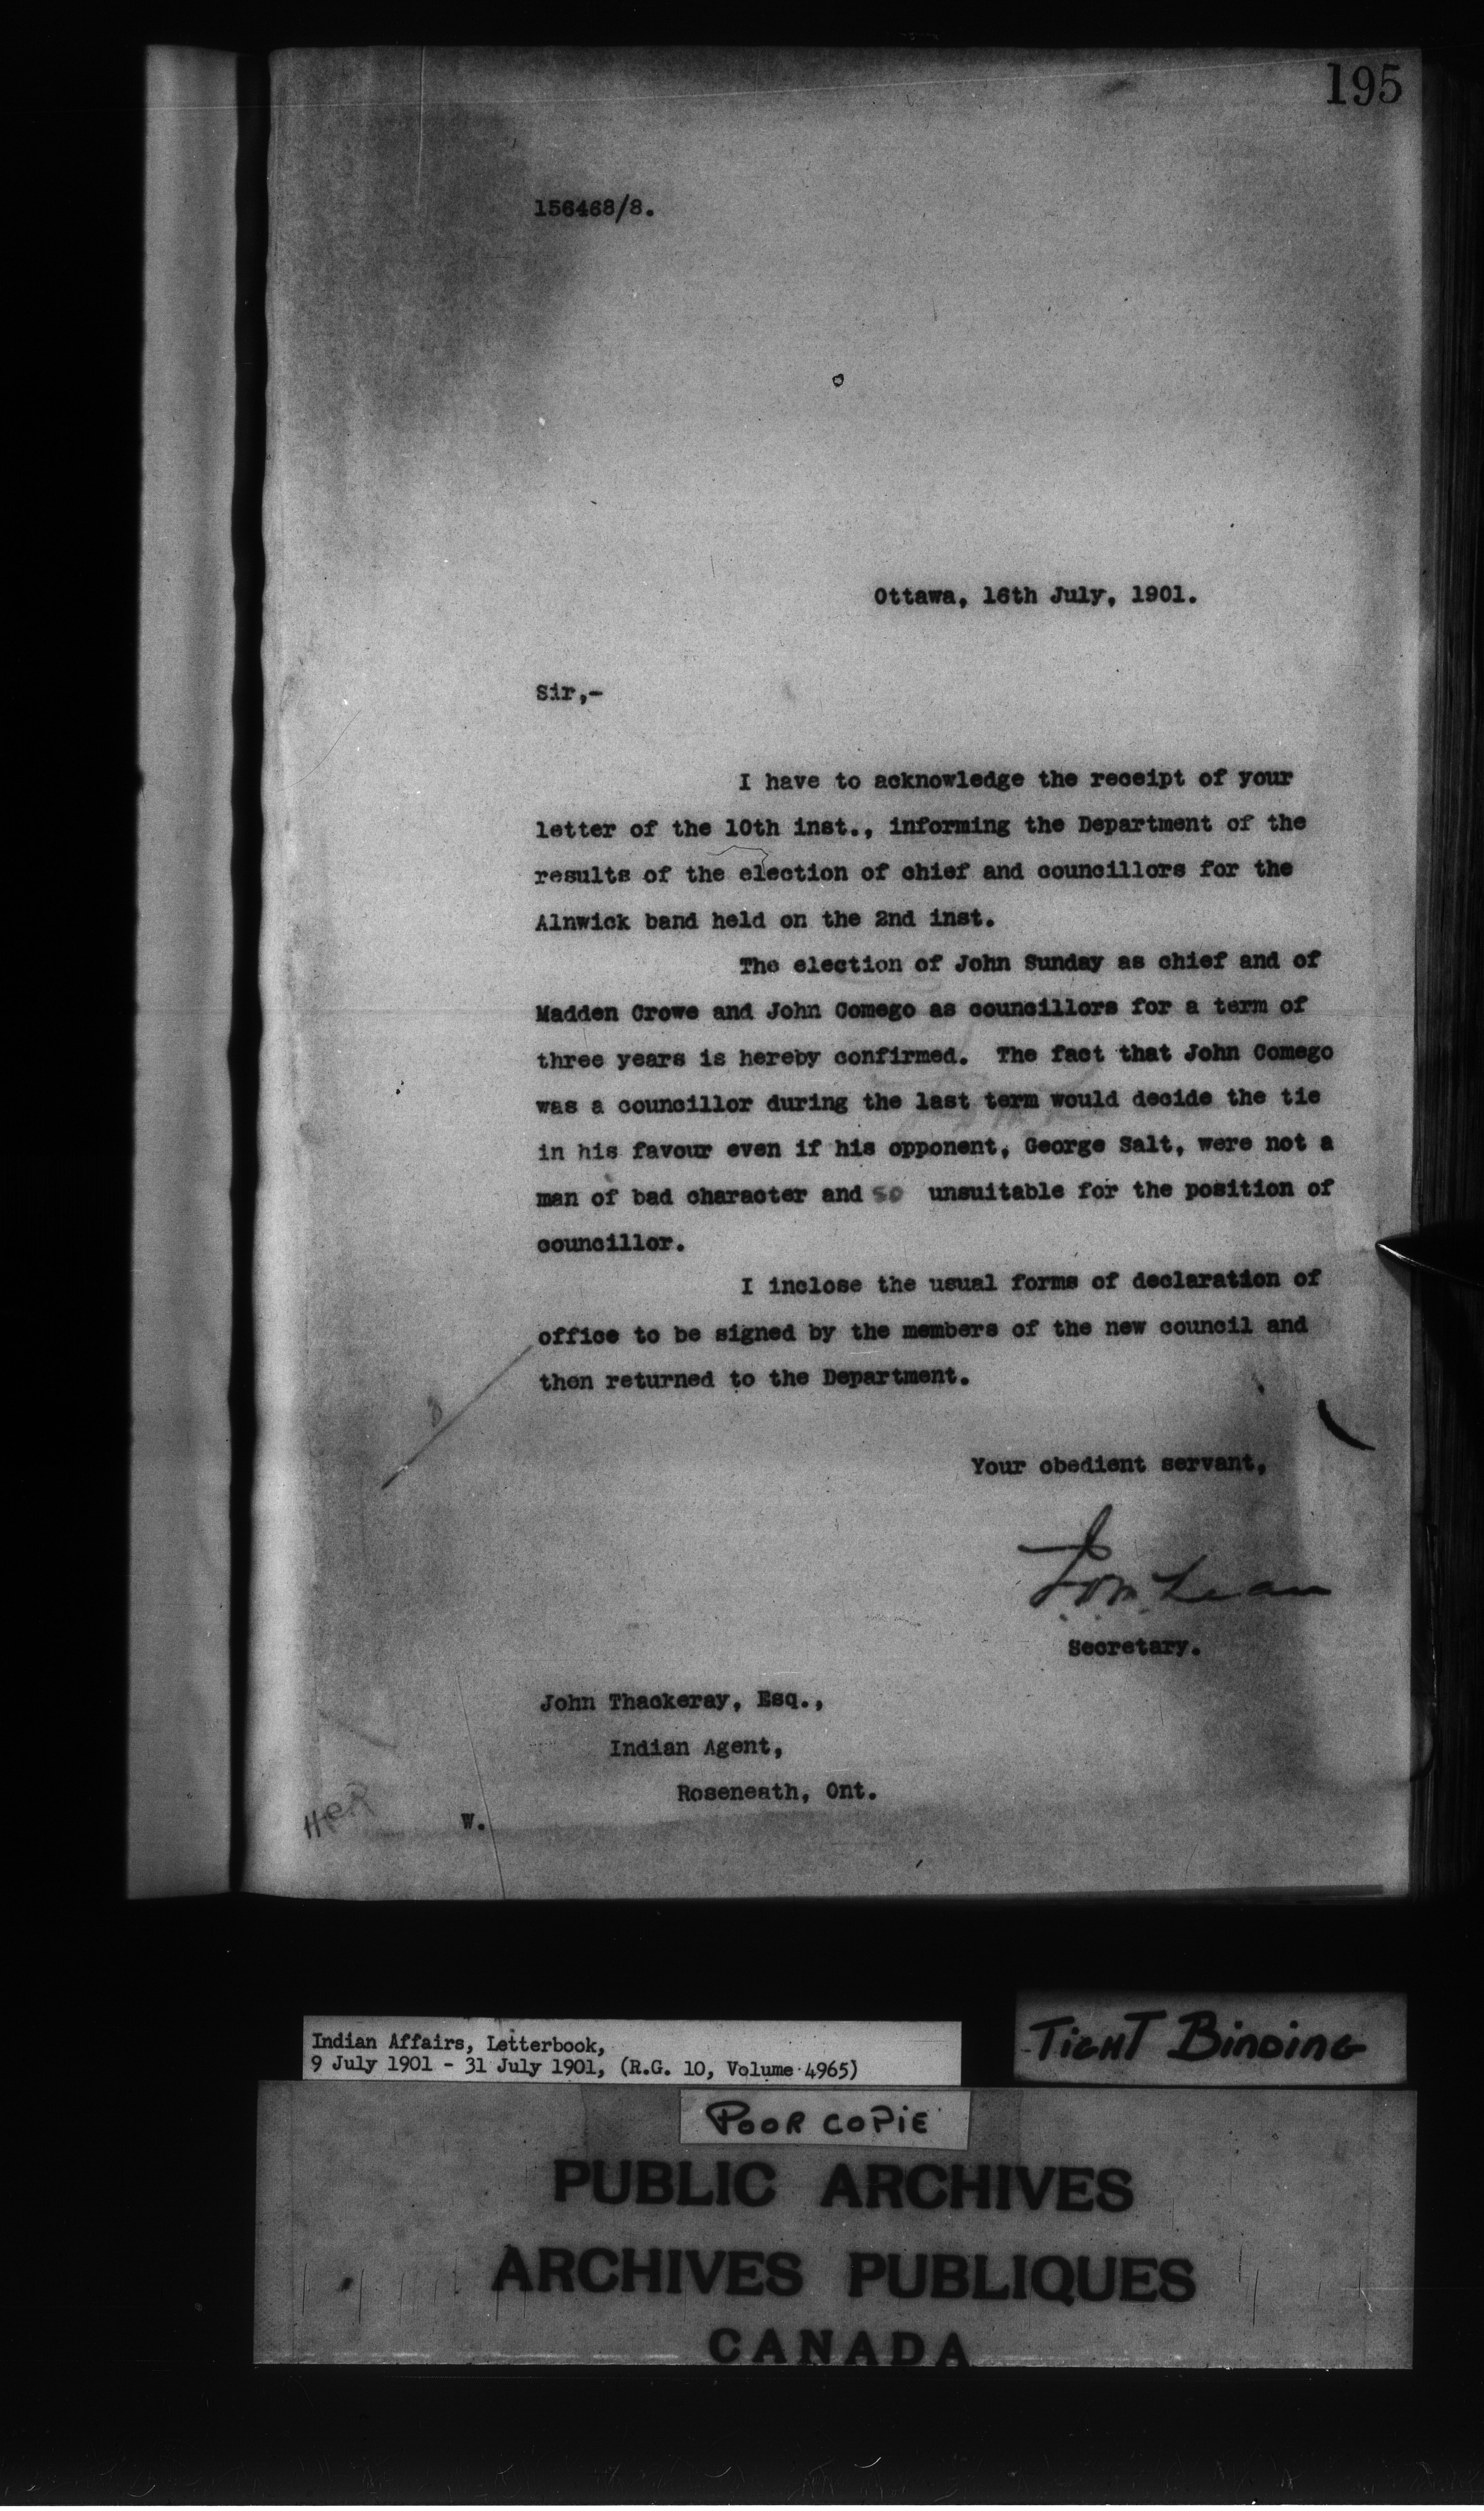 195
156468/8.
Ottawa, 16th July, 1901.
Sir,-
I have to acknowledge the receipt of your
letter of the 10th inst., informing the Department of the
results of the election of chief and councillors for the
Alnwick band held on the 2nd inst.
The election of John Sunday as chief and of
Madden Crowe and John Comego as councillors for a term of
three years is hereby confirmed. The fact that John Comego
was a councillor during the last term would decide the tie
in his favour even if his opponent, George Salt, were not a
man of bad character and so unsuitable for the position of
councillor.
I inclose the usual forms of declaration of
office to be signed by the members of the new council and
then returned to the Department.
Your obedient servant,
Secretary.
John Thackeray, Esq.,
Indian Agent,
Roseneath, Ont.
W.
Indian Affairs, Letterbook,
9 July 1901 - 31 July 1901, (R.G. 10, Volume 4965)
TIGHT BINDING
POOR COPIE
PUBLIC ARCHIVES
ARCHIVES PUBLIQUES
CANADA